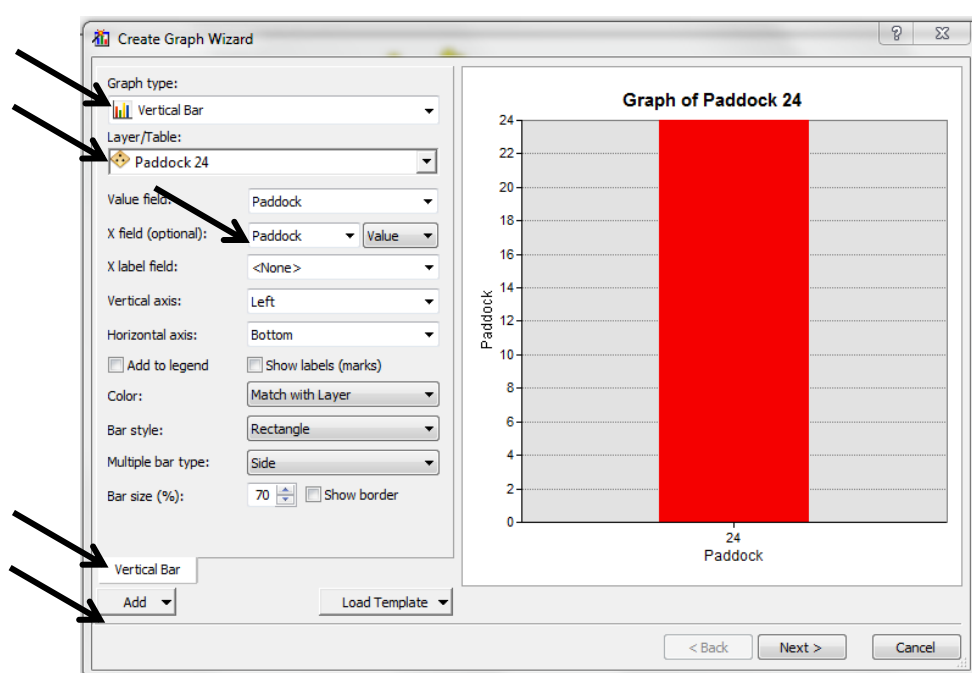 Create Graph Wizard
Graph type:
Vertical Bar
Layer/Table:
Paddock 24
Value field: Paddock
X field (optional): Paddock Value
X label field: <None>
Vertical axis: Left
Horizontal axis: Bottom
Add to legend Show labels (marks)
Color: Match with Layer
Bar style: Rectangle
Multiple bar type: Side
Bar size (%): 70 Show border
Vertical Bar
Add Load Template
Graph of Paddock 24
24
22
20
18
16
14
12
10
8
6
4
2
0
Paddock
24
Paddock
< Back Next > Cancel